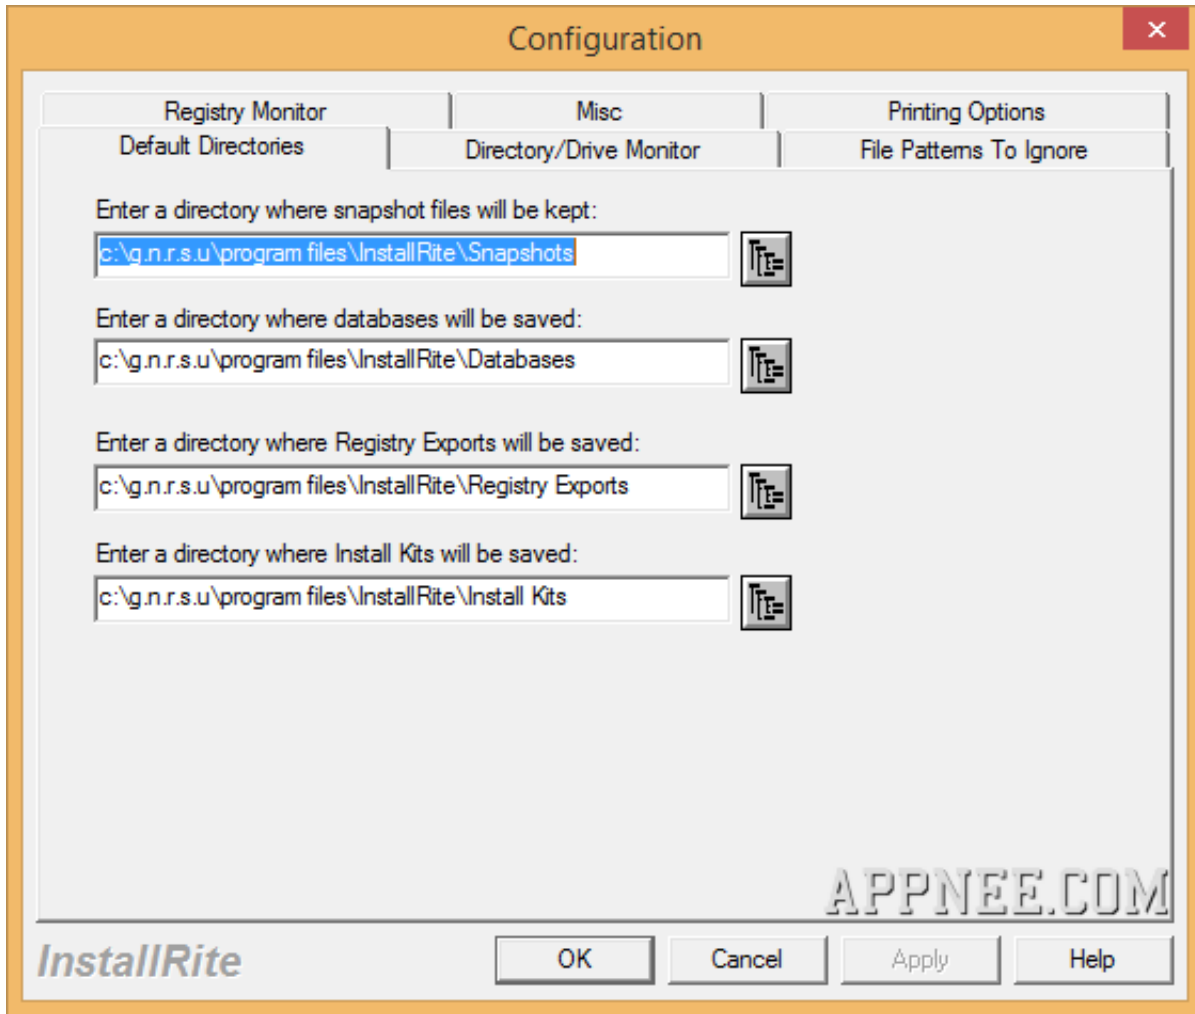 Configuration
Registry Monitor Misc Printing Options
Default Directories Directory/Drive Monitor File Patterns To Ignore
Enter a directory where snapshot files will be kept:
c:\g.n.r.s.u\program files\InstallRite\Snapshots
Enter a directory where databases will be saved:
c:\g.n.r.s.u\program files\InstallRite\Databases
Enter a directory where Registry Exports will be saved:
c:\g.n.r.s.u\program files\InstallRite\Registry Exports
Enter a directory where Install Kits will be saved:
c:\g.n.r.s.u\program files\InstallRite\Install Kits
APPNEE.COM
InstallRite OK Cancel Apply Help